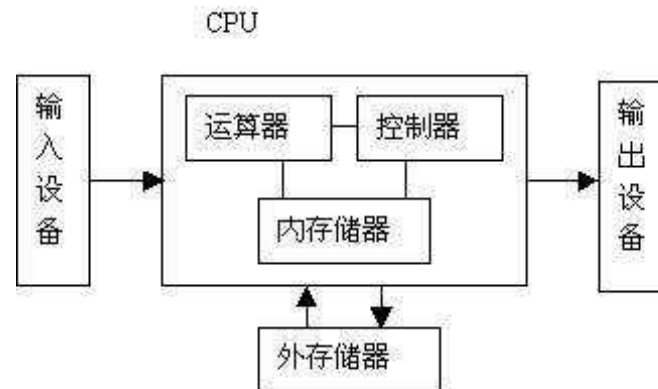 CPU
输入设备
运算器
控制器
内存储器
输出设备
外存储器